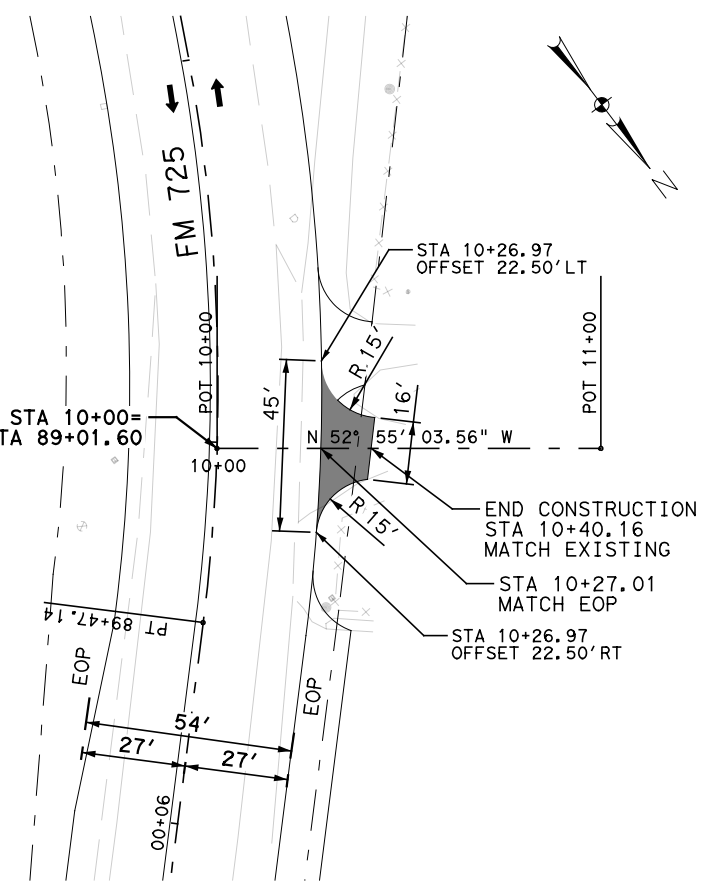 N
FM 725
STA 10+26.97
OFFSET 22.50'LT
POT 10+00
POT 11+00
R 15'
45'
16'
STA 10+00=
TA 89+01.60
10+00
N 52° 55' 03.56" W
R 15'
END CONSTRUCTION
STA 10+40.16
MATCH EXISTING
STA 10+27.01
MATCH EOP
STA 10+26.97
OFFSET 22.50'RT
PT 89+47.14
EOP
EOP
54'
27'
27'
90+00